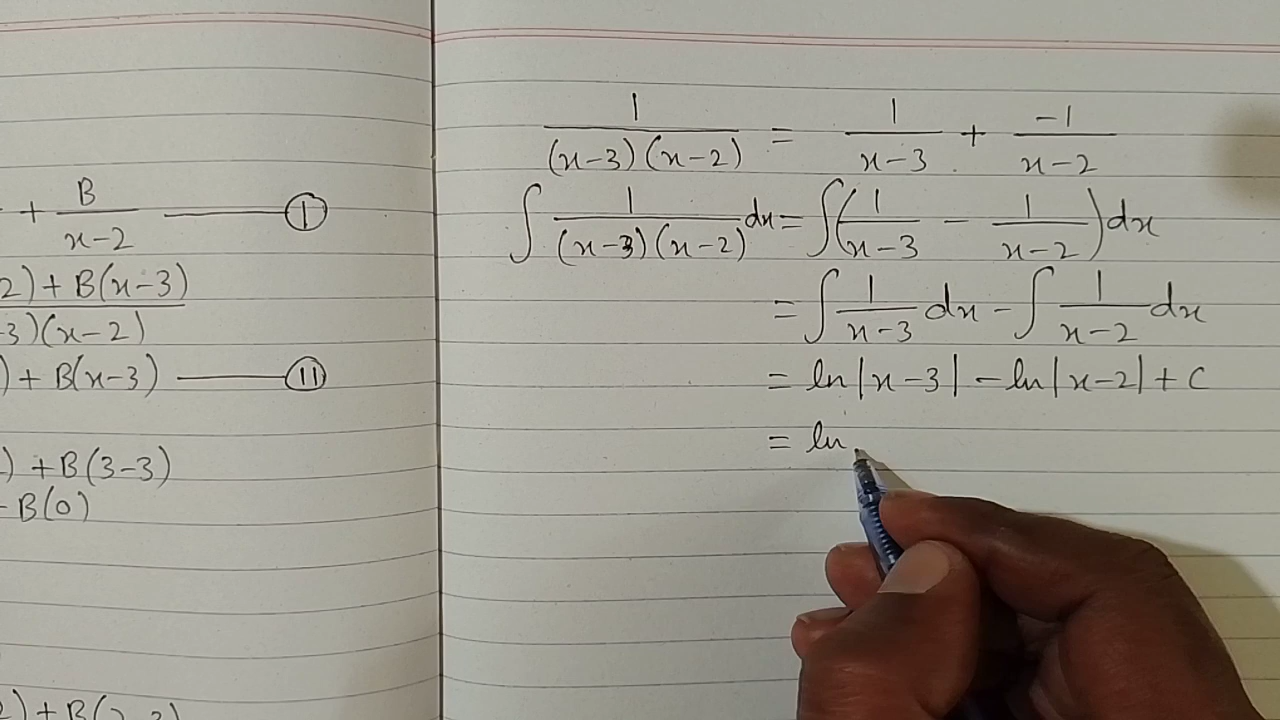 + B/(x-2) ——— (I)
2) + B(x-3)
3)(x-2)
) + B(x-3) ——— (II)
) + B(3-3)
- B(0)
1/((x-3)(x-2)) = 1/(x-3) + -1/(x-2)
∫ 1/((x-3)(x-2)) dx = ∫(1/(x-3) - 1/(x-2)) dx
= ∫ 1/(x-3) dx - ∫ 1/(x-2) dx
= ln|x-3| - ln|x-2| + C
= ln